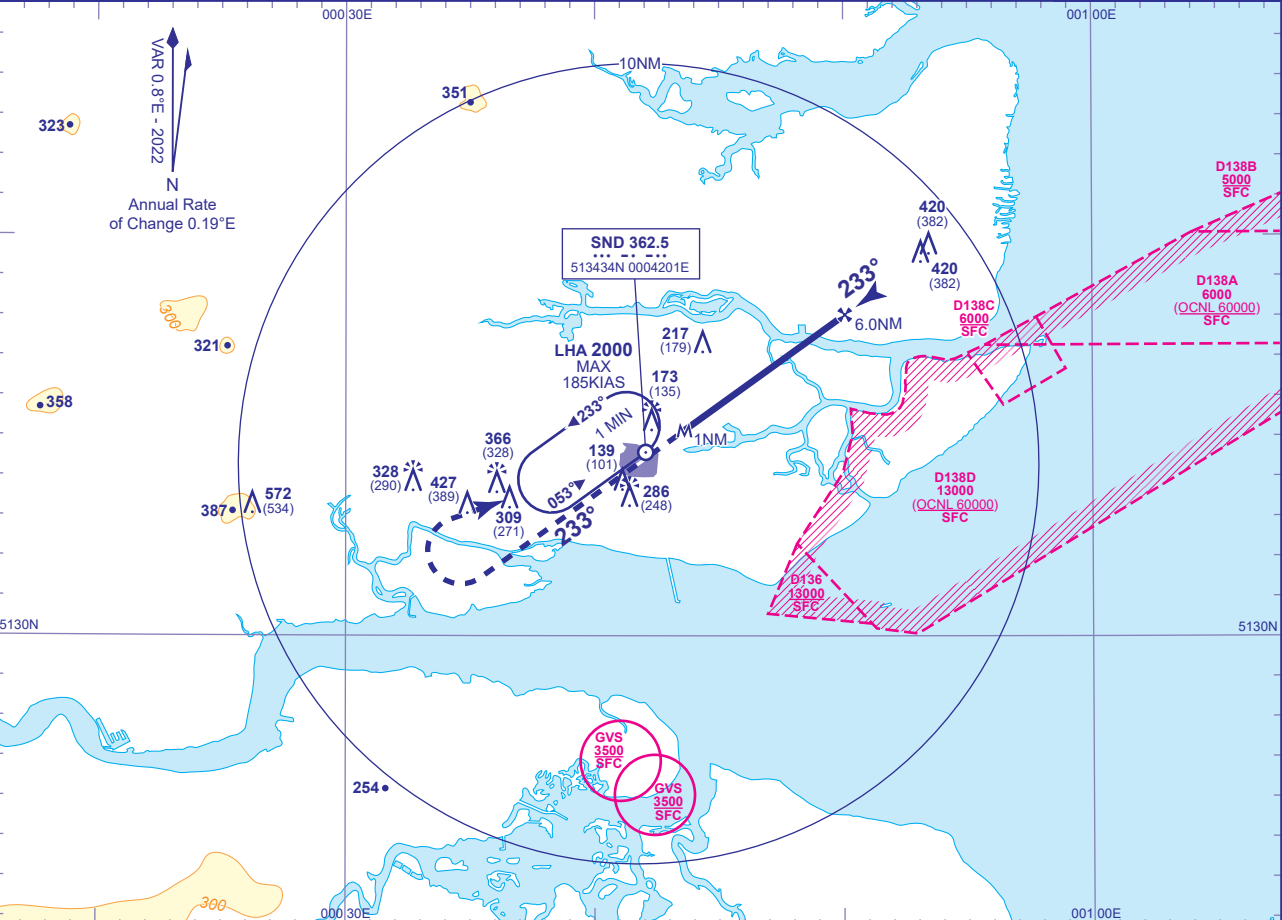 000 30E
001 00E
VAR 0.8°E - 2022
N
Annual Rate
of Change 0.19°E
10NM
351
323
D138B
5000
SFC
420
(382)
420
(382)
SND 362.5
... -. -..
513434N 0004201E
233°
6.0NM
D138A
6000
(OCNL 60000)
SFC
D138C
6000
SFC
300
321
217
(179)
LHA 2000
MAX
185KIAS
173
(135)
358
233°
1 MIN
M 1NM
366
(328)
139
(101)
328
(290)
427
(389)
053°
286
(248)
572
(534)
387
309
(271)
233°
D138D
13000
(OCNL 60000)
SFC
D136
13000
SFC
5130N
5130N
GVS
3500
SFC
GVS
3500
SFC
254
300
000 30E
001 00E